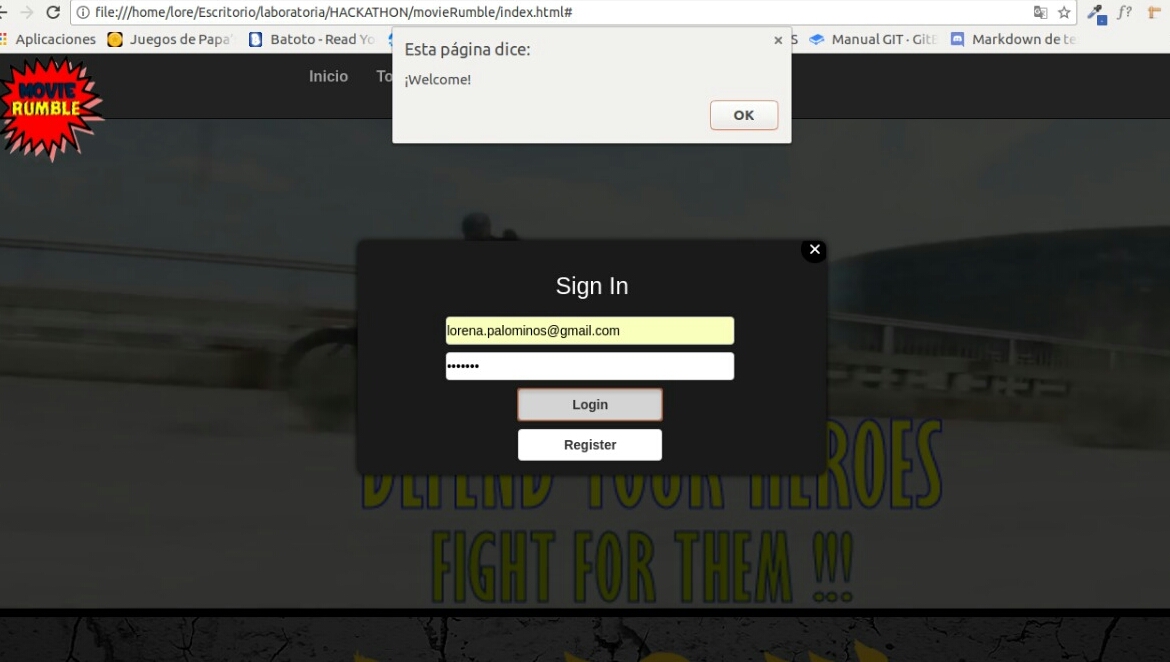 file:///home/lore/Escritorio/laboratoria/HACKATHON/movieRumble/index.html#
f?
Aplicaciones Juegos de Papa' Batoto - Read Yo S Manual GIT · GitB Markdown de te
Esta página dice:
¡Welcome!
OK
MOVIE
RUMBLE
Inicio To
Sign In
lorena.palominos@gmail.com
Login
Register
DEFEND YOUR HEROES
FIGHT FOR THEM !!!